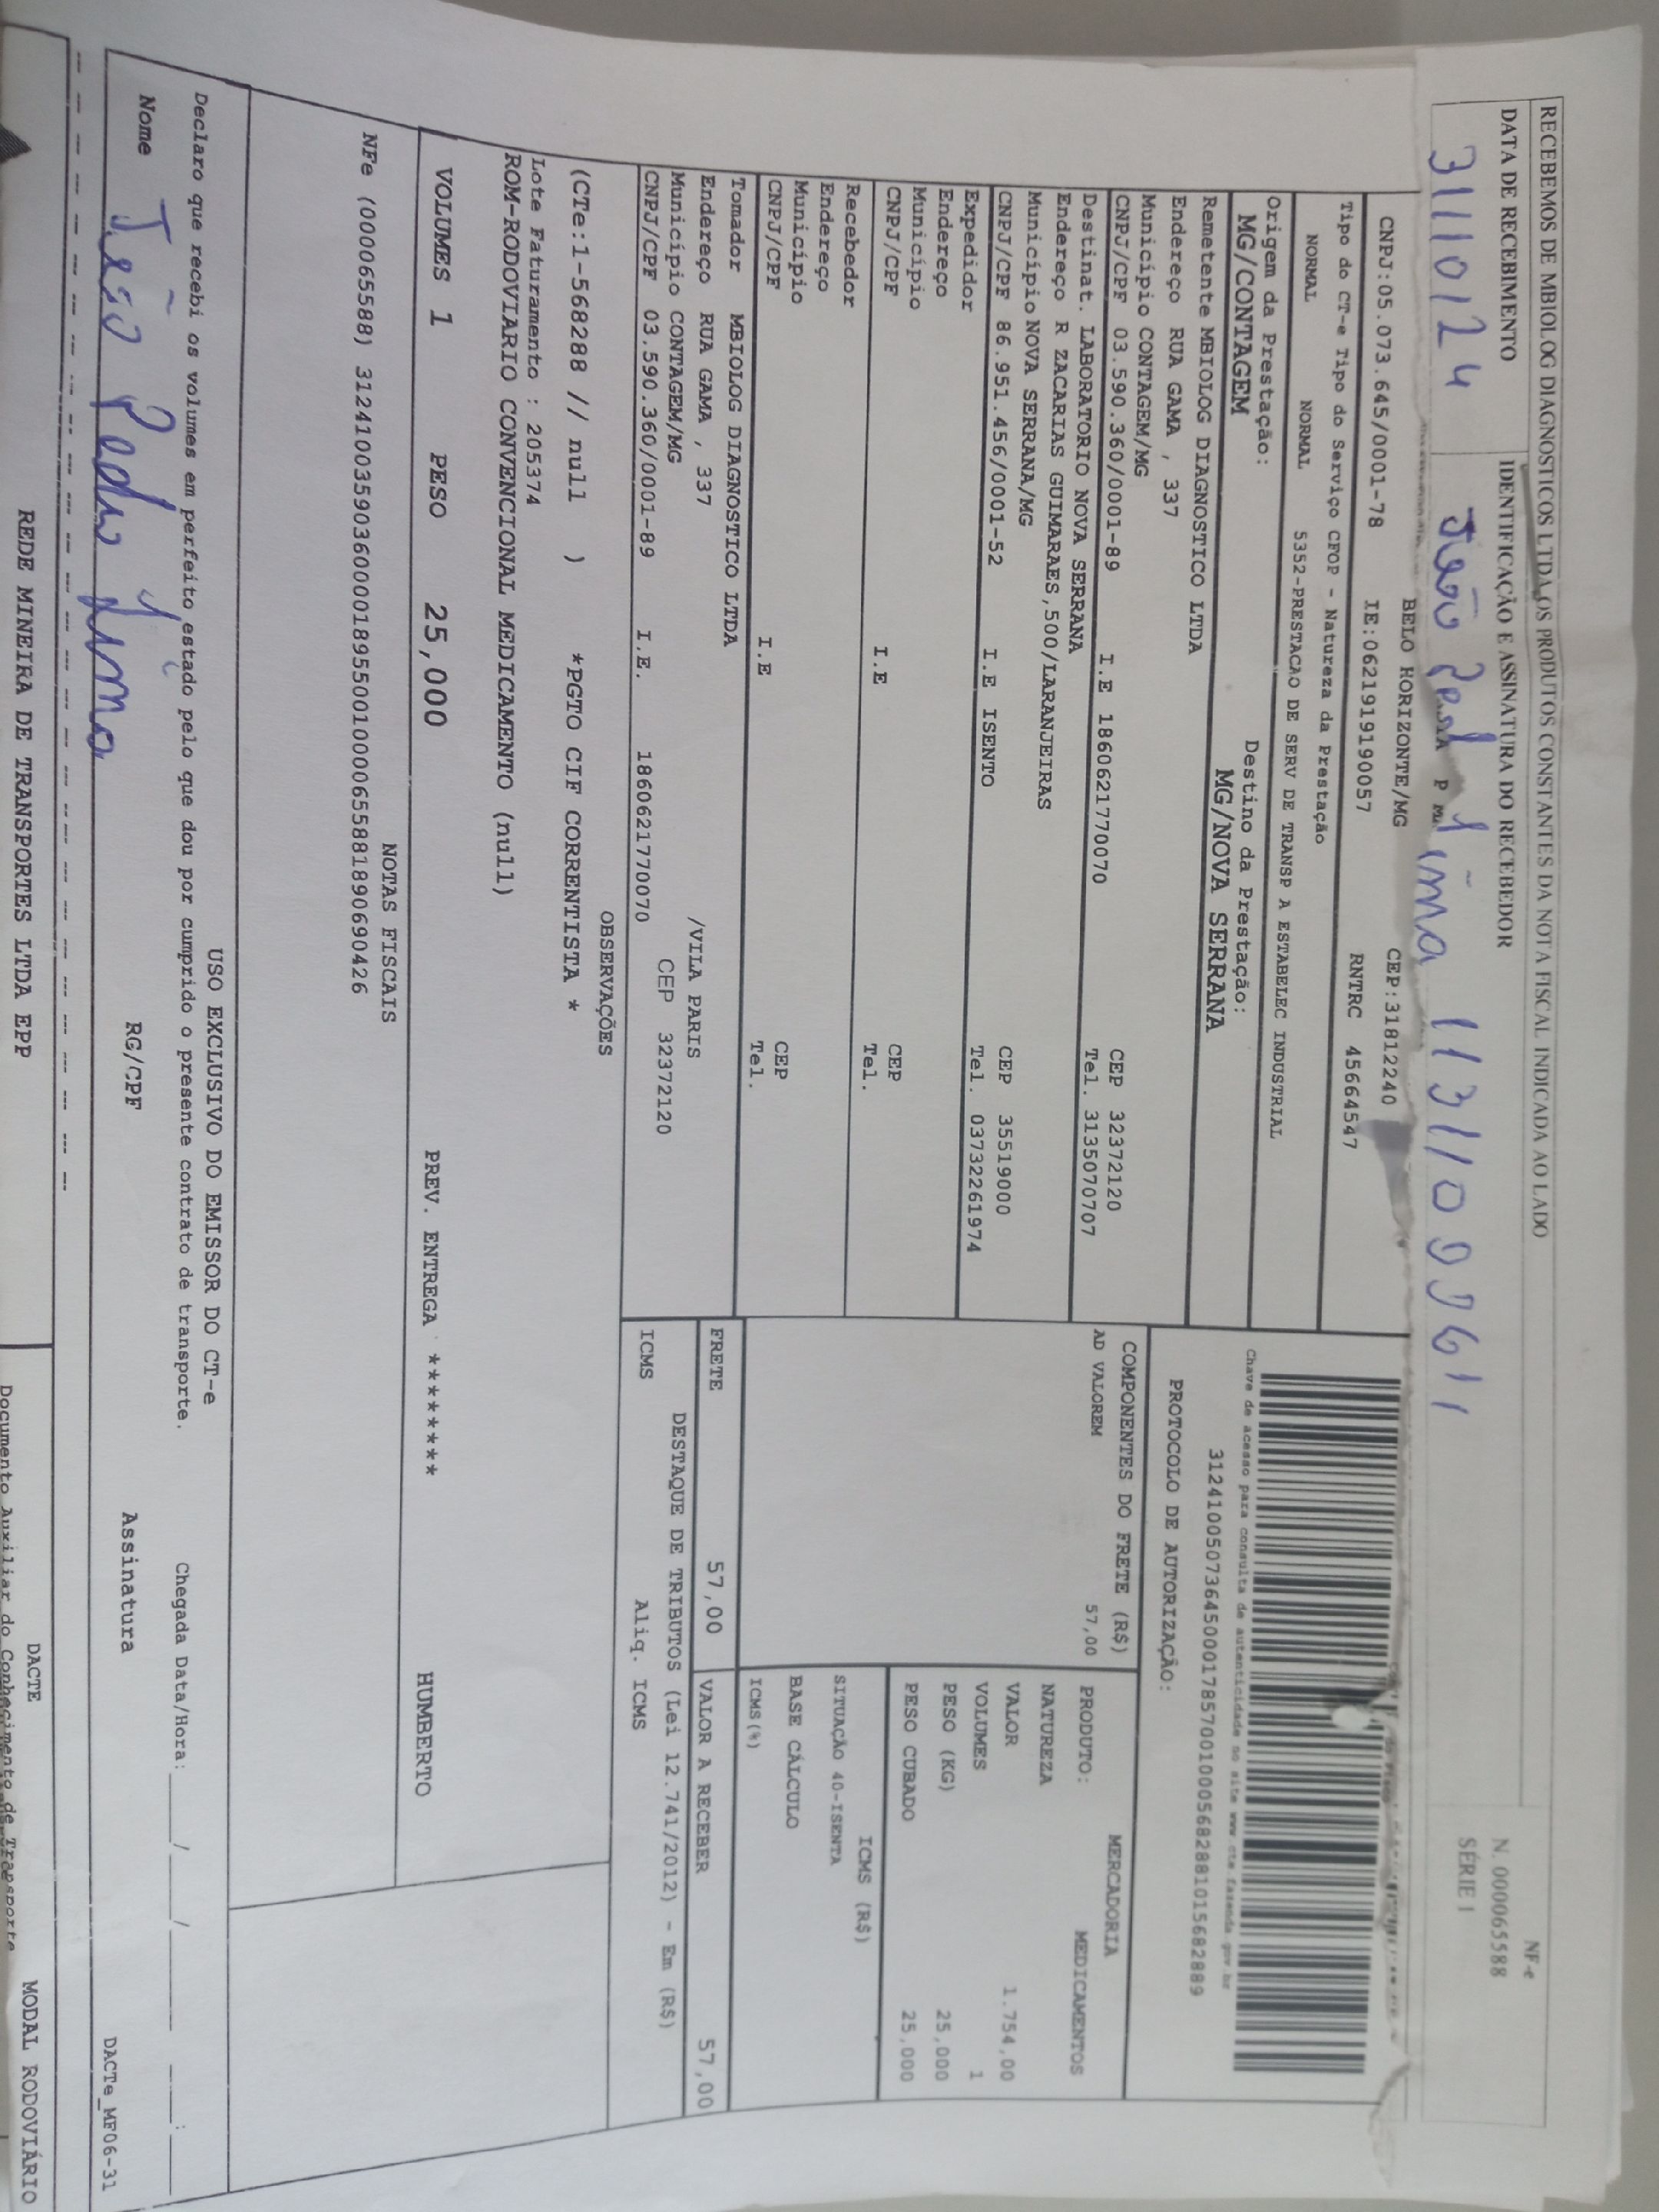 RECEBEMOS DE MBIOLOG DIAGNOSTICOS LTDA OS PRODUTOS CONSTANTES DA NOTA FISCAL INDICADA AO LADO
NF-e
N. 000065588
SÉRIE 1
DATA DE RECEBIMENTO
IDENTIFICAÇÃO E ASSINATURA DO RECEBEDOR
31/10/24 João Pedro Lima
BELO HORIZONTE/MG CEP:31812240
CNPJ:05.073.645/0001-78 IE:0621919190057 RNTRC 45664547
Tipo do CT-e Tipo do Serviço CFOP - Natureza da Prestação
NORMAL NORMAL 5352-PRESTACAO DE SERV DE TRANSP A ESTABELEC INDUSTRIAL
Origem da Prestação: Destino da Prestação:
MG/CONTAGEM MG/NOVA SERRANA
Chave de acesso para consulta de autenticidade no site www.cte.fazenda.gov.br
31241005073645000178570010005682881015682889
PROTOCOLO DE AUTORIZAÇÃO:
Remetente MBIOLOG DIAGNOSTICO LTDA
Endereço RUA GAMA , 337
Município CONTAGEM/MG CEP 32372120
CNPJ/CPF 03.590.360/0001-89 I.E 1860621770070 Tel. 3135070707
Destinat. LABORATORIO NOVA SERRANA
Endereço R ZACARIAS GUIMARAES,500/LARANJEIRAS
Município NOVA SERRANA/MG CEP 35519000
CNPJ/CPF 86.951.456/0001-52 I.E ISENTO Tel. 03732261974
Expedidor
Endereço
Município CEP
CNPJ/CPF I.E Tel.
Recebedor
Endereço
Município CEP
CNPJ/CPF I.E Tel.
Tomador MBIOLOG DIAGNOSTICO LTDA
Endereço RUA GAMA , 337 /VILA PARIS
Município CONTAGEM/MG CEP 32372120
CNPJ/CPF 03.590.360/0001-89 I.E. 1860621770070
COMPONENTES DO FRETE (R$)
AD VALOREM 57,00
MERCADORIA
PRODUTO: MEDICAMENTOS
NATUREZA
VALOR 1.754,00
VOLUMES 1
PESO (KG) 25,000
PESO CUBADO 25,000
ICMS (R$)
SITUAÇÃO 40-ISENTA
BASE CÁLCULO
ICMS(%)
FRETE 57,00 VALOR A RECEBER 57,00
DESTAQUE DE TRIBUTOS (Lei 12.741/2012) - Em (R$)
ICMS Aliq. ICMS
OBSERVAÇÕES
(CTe:1-568288 // null ) *PGTO CIF CORRENTISTA *
Lote Faturamento : 205374
ROM-RODOVIARIO CONVENCIONAL MEDICAMENTO (null)
VOLUMES 1 PESO 25,000 PREV. ENTREGA ******** HUMBERTO
NOTAS FISCAIS
NFe (000065588) 31241003590360000189550010000655881890690426
USO EXCLUSIVO DO EMISSOR DO CT-e
Declaro que recebi os volumes em perfeito estado pelo que dou por cumprido o presente contrato de transporte. Chegada Data/Hora:
Nome João Pedro Lima RG/CPF Assinatura
DACTe_MF06-31
REDE MINEIRA DE TRANSPORTES LTDA EPP DACTE MODAL RODOVIÁRIO
Documento Auxiliar do Conhecimento de Transporte